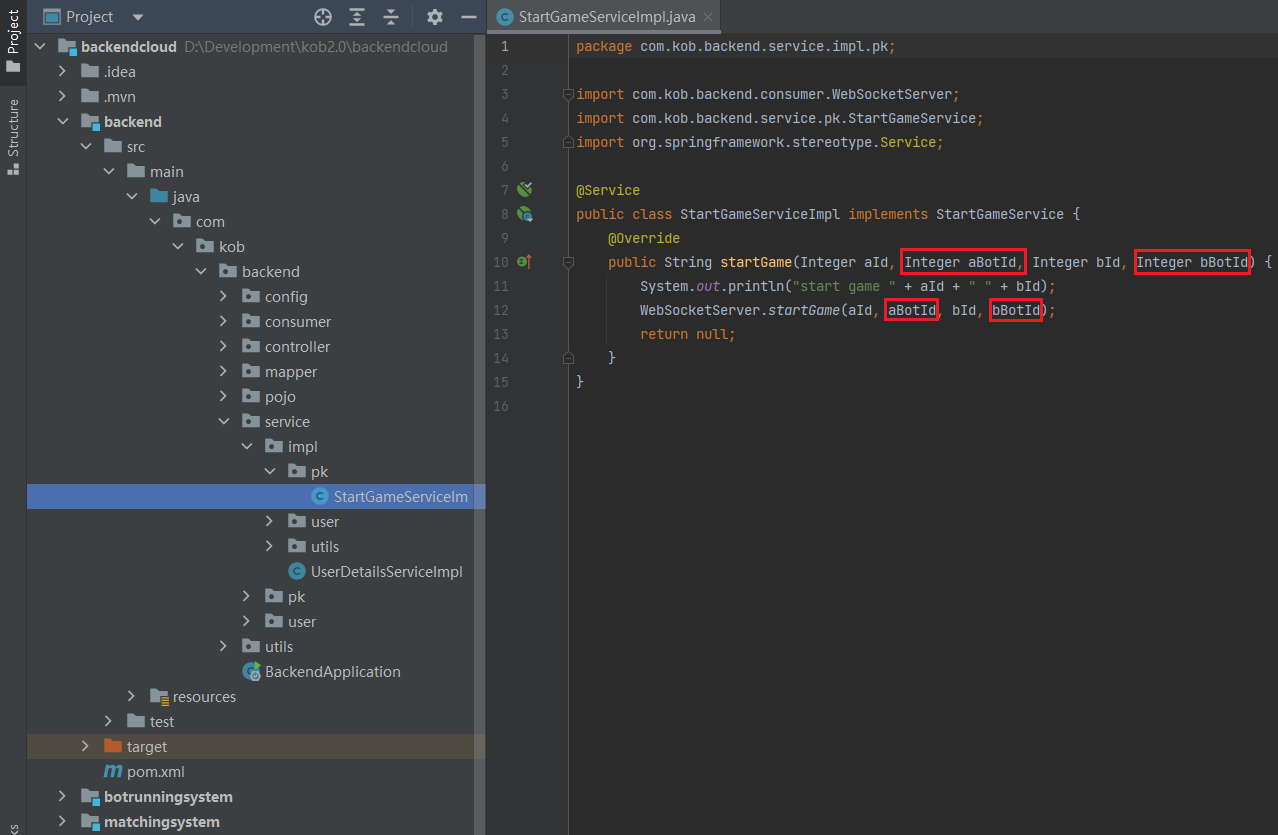 Project
StartGameServiceImpl.java
Project
Structure
backendcloud D:\Development\kob2.0\backendcloud
.idea
.mvn
backend
src
main
java
com
kob
backend
config
consumer
controller
mapper
pojo
service
impl
pk
StartGameServiceIm
user
utils
UserDetailsServiceImpl
pk
user
utils
BackendApplication
resources
test
target
pom.xml
botrunningsystem
matchingsystem
1 package com.kob.backend.service.impl.pk;
2
3 import com.kob.backend.consumer.WebSocketServer;
4 import com.kob.backend.service.pk.StartGameService;
5 import org.springframework.stereotype.Service;
6
7 @Service
8 public class StartGameServiceImpl implements StartGameService {
9 @Override
10 public String startGame(Integer aId, Integer aBotId, Integer bId, Integer bBotId) {
11 System.out.println("start game " + aId + " " + bId);
12 WebSocketServer.startGame(aId, aBotId, bId, bBotId);
13 return null;
14 }
15 }
16